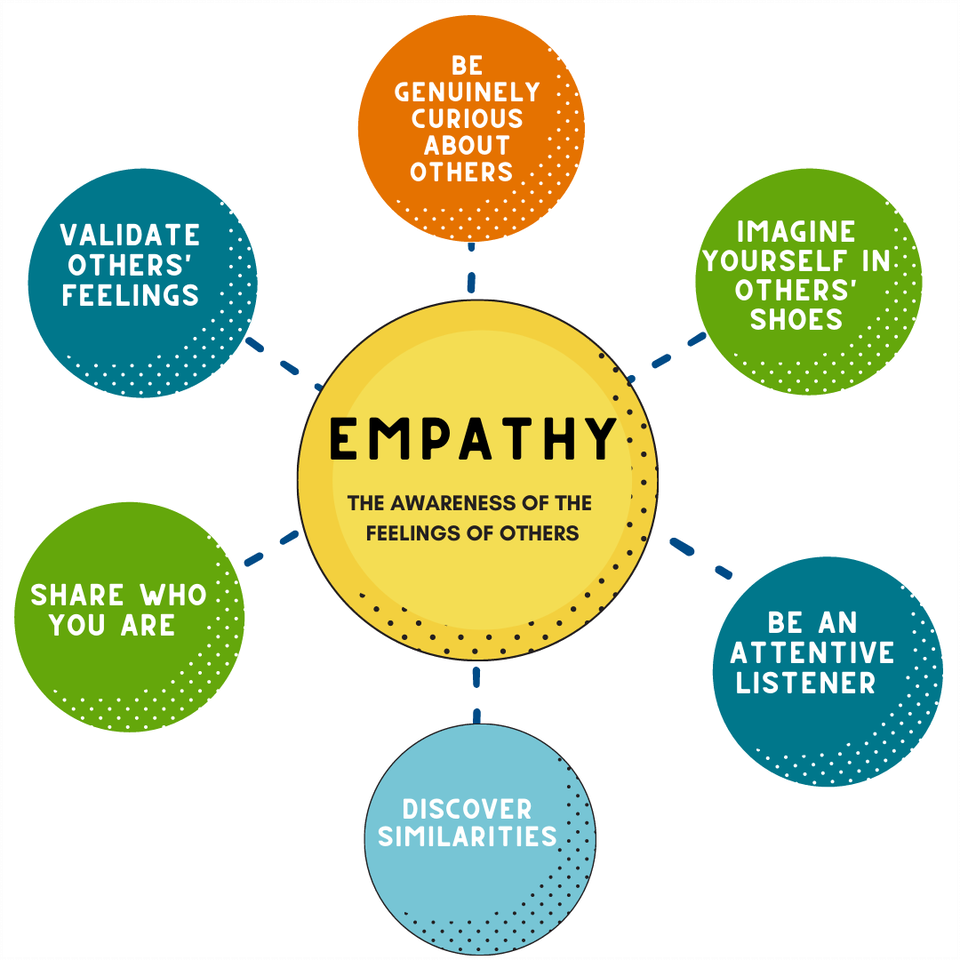 BE
GENUINELY
CURIOUS
ABOUT
OTHERS
VALIDATE
OTHERS'
FEELINGS
IMAGINE
YOURSELF IN
OTHERS'
SHOES
EMPATHY
THE AWARENESS OF THE
FEELINGS OF OTHERS
SHARE WHO
YOU ARE
BE AN
ATTENTIVE
LISTENER
DISCOVER
SIMILARITIES